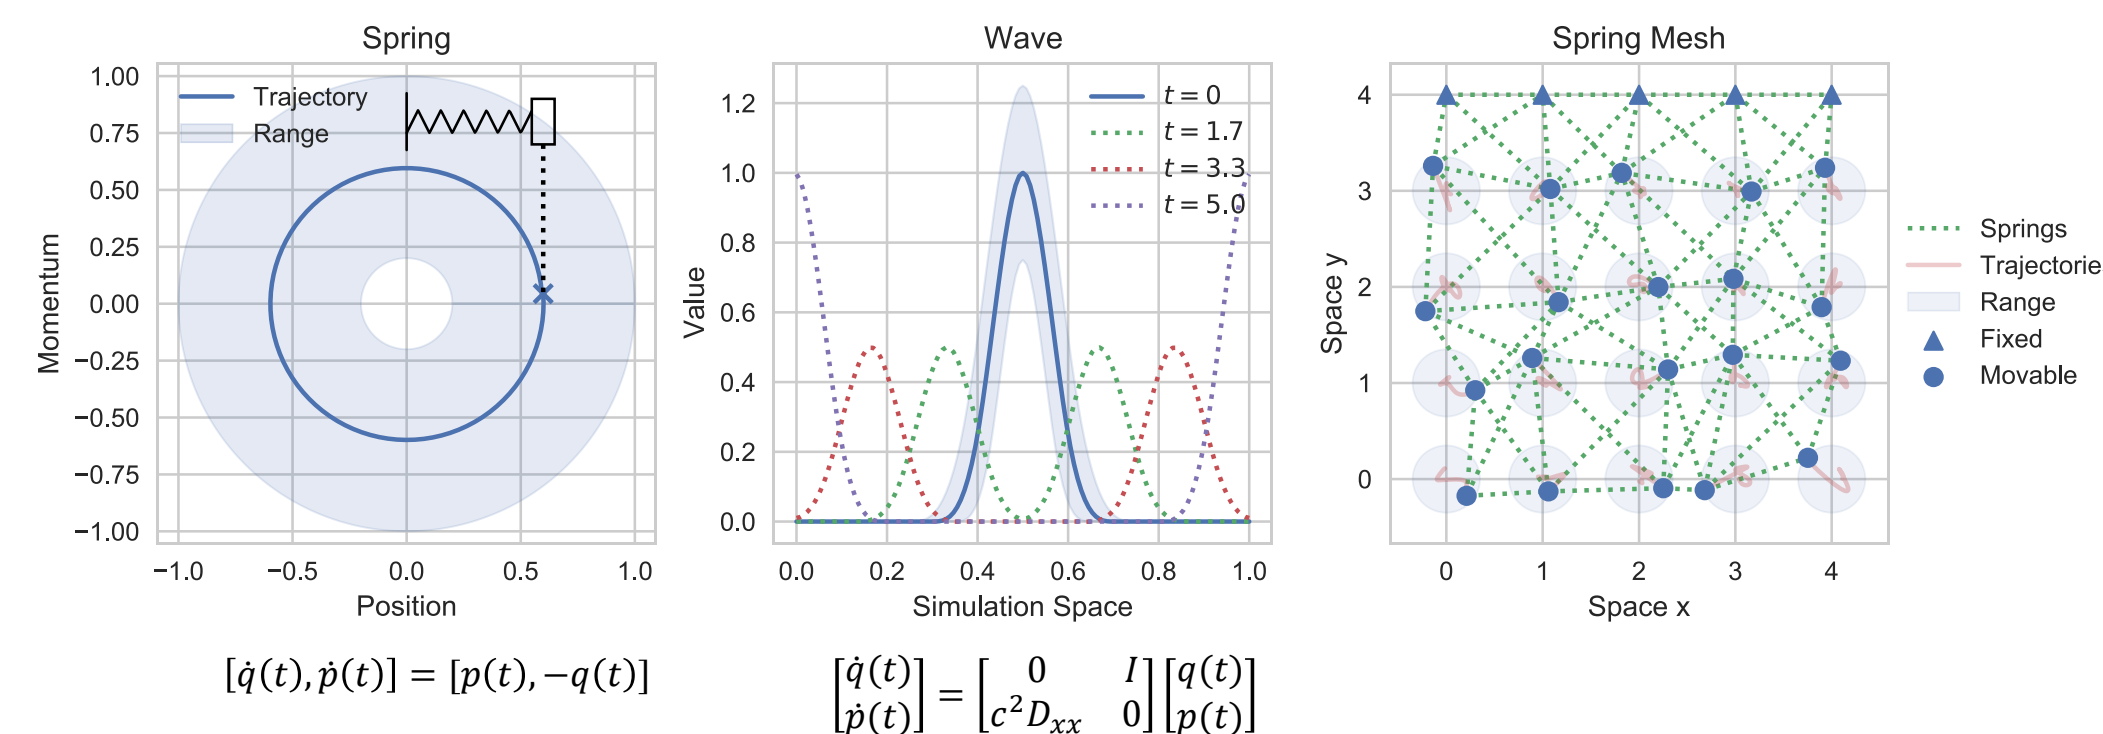 Spring
1.00
0.75
0.50
0.25
0.00
−0.25
−0.50
−0.75
−1.00
Momentum
Trajectory
Range
−1.0 −0.5 0.0 0.5 1.0
Position
[q̇(t), ṗ(t)] = [p(t), −q(t)]
Wave
1.2
1.0
0.8
0.6
0.4
0.2
0.0
Value
t = 0
t = 1.7
t = 3.3
t = 5.0
0.0 0.2 0.4 0.6 0.8 1.0
Simulation Space
[q̇(t)] = [0 I] [q(t)]
[ṗ(t)] [c²Dₓₓ 0] [p(t)]
Spring Mesh
4
3
2
1
0
Space y
0 1 2 3 4
Space x
Springs
Trajectorie
Range
Fixed
Movable